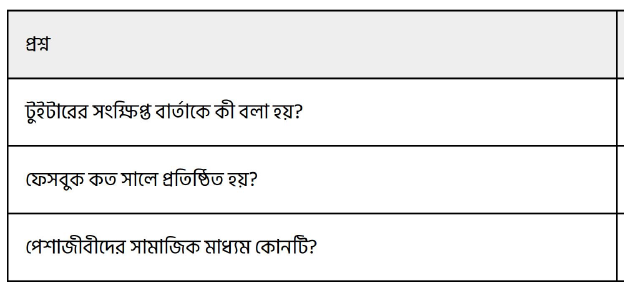 প্রশ্ন
টুইটারের সংক্ষিপ্ত বার্তাকে কী বলা হয়?
ফেসবুক কত সালে প্রতিষ্ঠিত হয়?
পেশাজীবীদের সামাজিক মাধ্যম কোনটি?